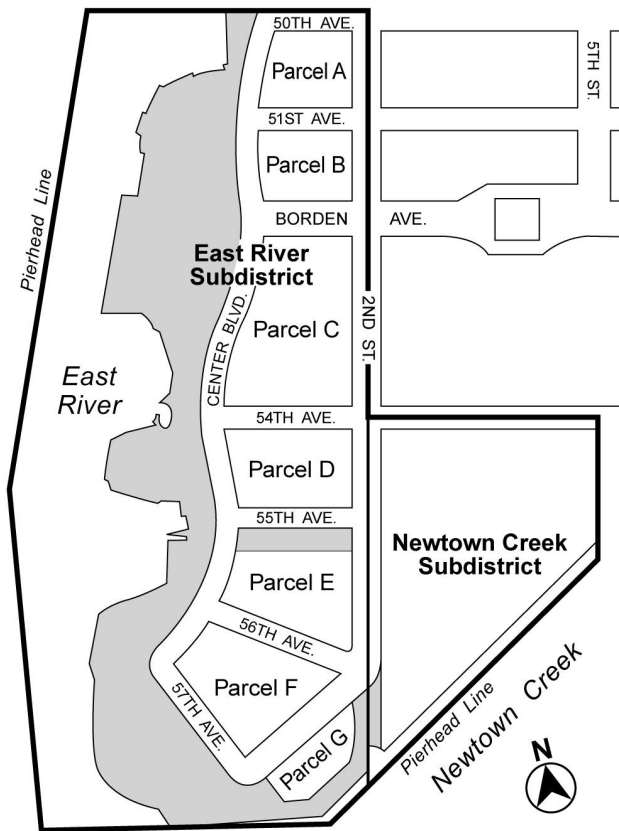 50TH AVE.
Parcel A
5TH ST.
51ST AVE.
Parcel B
Pierhead Line
BORDEN AVE.
East River
Subdistrict
2ND ST.
CENTER BLVD.
Parcel C
East
River
54TH AVE.
Parcel D
55TH AVE.
Newtown Creek
Subdistrict
Parcel E
56TH AVE.
Parcel F
57TH AVE.
Parcel G
Pierhead Line
Newtown Creek
N